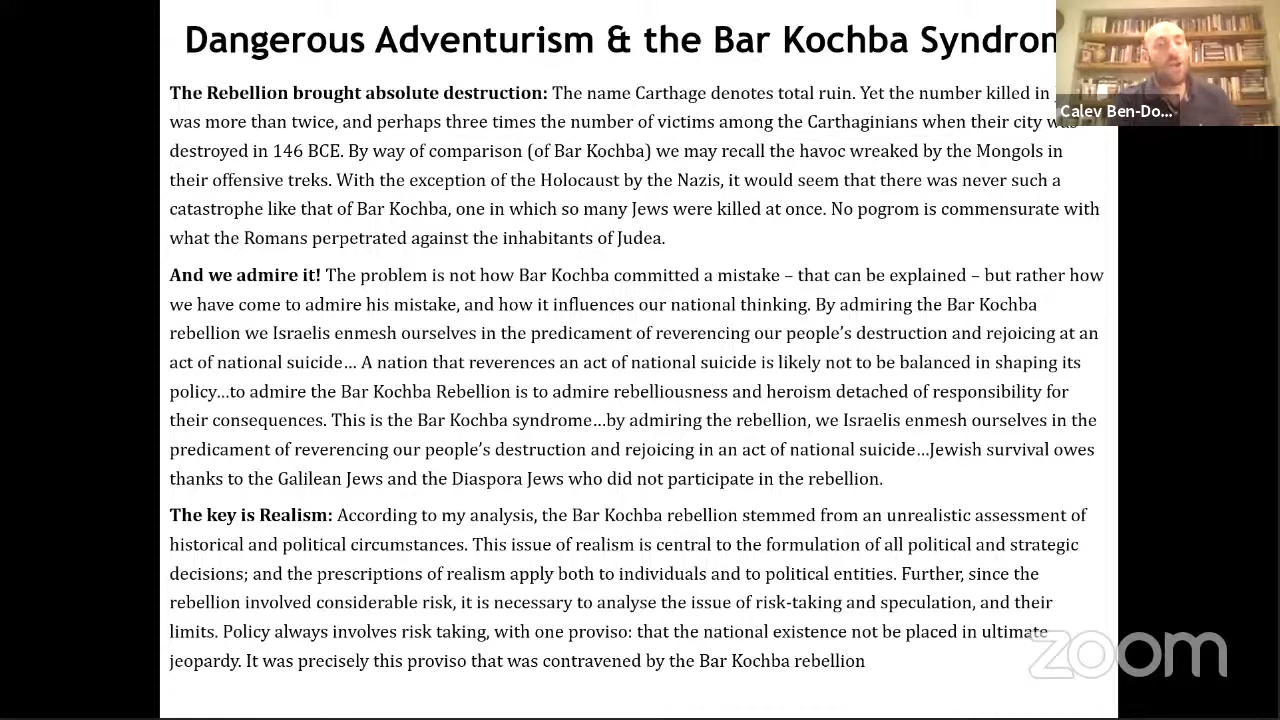 Dangerous Adventurism & the Bar Kochba Syndrom
The Rebellion brought absolute destruction: The name Carthage denotes total ruin. Yet the number killed in
was more than twice, and perhaps three times the number of victims among the Carthaginians when their city was
destroyed in 146 BCE. By way of comparison (of Bar Kochba) we may recall the havoc wreaked by the Mongols in
their offensive treks. With the exception of the Holocaust by the Nazis, it would seem that there was never such a
catastrophe like that of Bar Kochba, one in which so many Jews were killed at once. No pogrom is commensurate with
what the Romans perpetrated against the inhabitants of Judea.
And we admire it! The problem is not how Bar Kochba committed a mistake – that can be explained – but rather how
we have come to admire his mistake, and how it influences our national thinking. By admiring the Bar Kochba
rebellion we Israelis enmesh ourselves in the predicament of reverencing our people's destruction and rejoicing at an
act of national suicide… A nation that reverences an act of national suicide is likely not to be balanced in shaping its
policy…to admire the Bar Kochba Rebellion is to admire rebelliousness and heroism detached of responsibility for
their consequences. This is the Bar Kochba syndrome…by admiring the rebellion, we Israelis enmesh ourselves in the
predicament of reverencing our people's destruction and rejoicing in an act of national suicide…Jewish survival owes
thanks to the Galilean Jews and the Diaspora Jews who did not participate in the rebellion.
The key is Realism: According to my analysis, the Bar Kochba rebellion stemmed from an unrealistic assessment of
historical and political circumstances. This issue of realism is central to the formulation of all political and strategic
decisions; and the prescriptions of realism apply both to individuals and to political entities. Further, since the
rebellion involved considerable risk, it is necessary to analyse the issue of risk-taking and speculation, and their
limits. Policy always involves risk taking, with one proviso: that the national existence not be placed in ultimate
jeopardy. It was precisely this proviso that was contravened by the Bar Kochba rebellion
Calev Ben-Do...
zoom